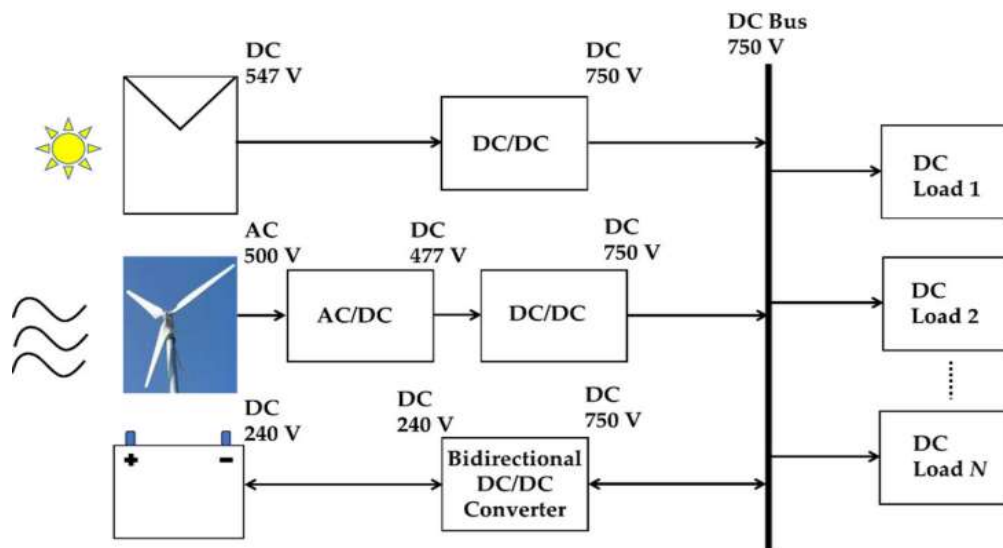 DC
547 V
DC
750 V
DC Bus
750 V
DC/DC
DC
Load 1
AC
500 V
DC
477 V
DC
750 V
AC/DC
DC/DC
DC
Load 2
DC
240 V
DC
240 V
DC
750 V
+
-
Bidirectional
DC/DC
Converter
DC
Load N